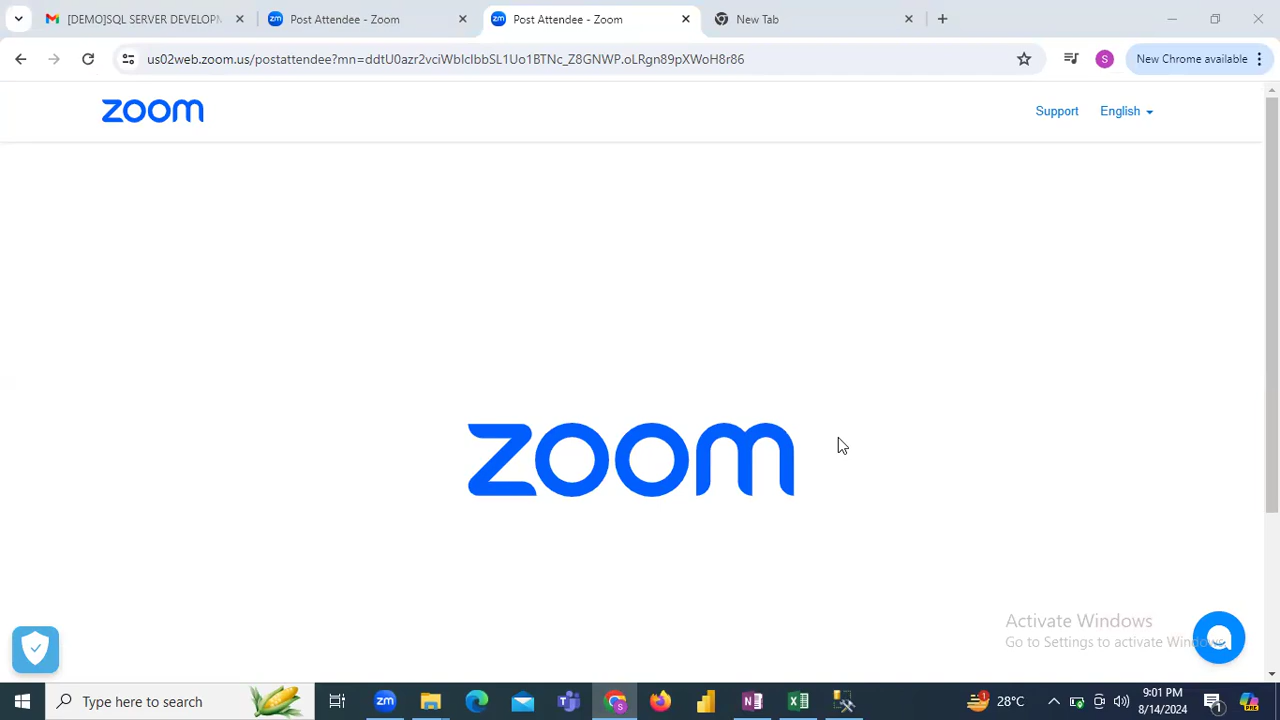 [DEMO]SQL SERVER DEVELOPM
Post Attendee - Zoom
Post Attendee - Zoom
New Tab
us02web.zoom.us/postattendee?mn=ddtU0azr2vciWblcIbbSL1Uo1BTNc_Z8GNWP.oLRgn89pXWoH8r86
S
New Chrome available
zoom
Support
English
zoom
Activate Windows
Go to Settings to activate Windows.
Type here to search
zm
28°C
9:01 PM
8/14/2024